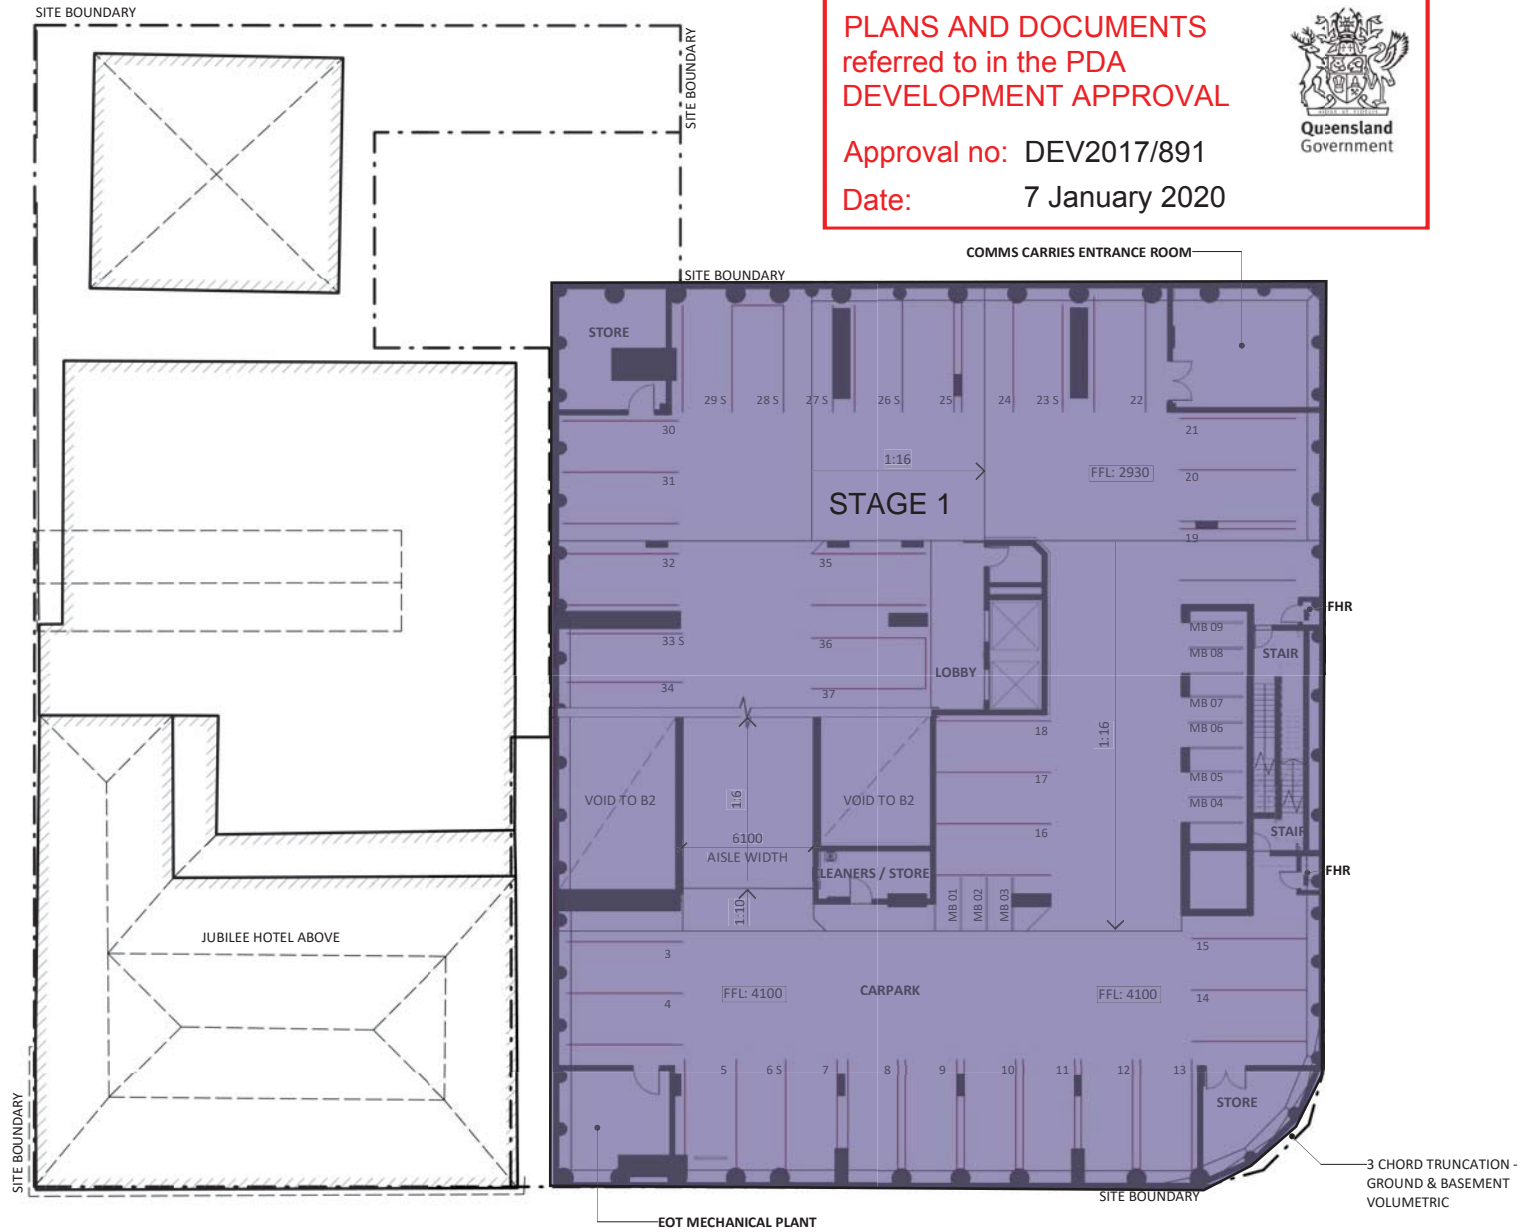 SITE BOUNDARY
SITE BOUNDARY
PLANS AND DOCUMENTS
referred to in the PDA
DEVELOPMENT APPROVAL
Approval no: DEV2017/891
Date: 7 January 2020
Queensland
Government
COMMS CARRIES ENTRANCE ROOM
SITE BOUNDARY
STORE
29 S
28 S
27 S
26 S
25
24
23 S
22
30
21
1:16
FFL: 2930
31
20
STAGE 1
19
32
35
FHR
MB 09
33 S
36
MB 08
STAIR
LOBBY
34
37
MB 07
18
1:16
MB 06
17
MB 05
VOID TO B2
1:6
VOID TO B2
MB 04
16
STAIR
6100
AISLE WIDTH
CLEANERS / STORE
FHR
1:10
MB 01
MB 02
MB 03
JUBILEE HOTEL ABOVE
3
15
4
FFL: 4100
CARPARK
FFL: 4100
14
5
6 S
7
8
9
10
11
12
13
STORE
SITE BOUNDARY
3 CHORD TRUNCATION -
GROUND & BASEMENT
VOLUMETRIC
SITE BOUNDARY
EOT MECHANICAL PLANT